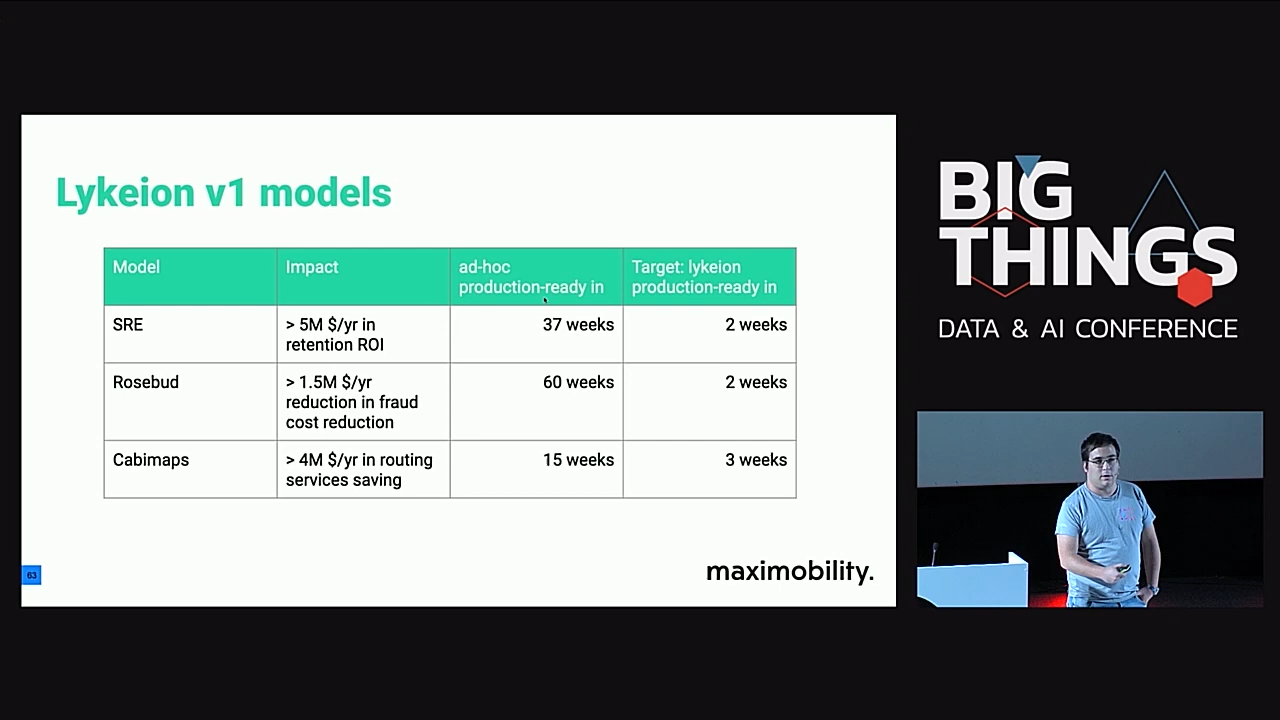 Lykeion v1 models
Model
Impact
ad-hoc
production-ready in
Target: lykeion
production-ready in
SRE
> 5M $/yr in
retention ROI
37 weeks
2 weeks
Rosebud
> 1.5M $/yr
reduction in fraud
cost reduction
60 weeks
2 weeks
Cabimaps
> 4M $/yr in routing
services saving
15 weeks
3 weeks
63
maximobility.
BIG
THINGS
DATA & AI CONFERENCE